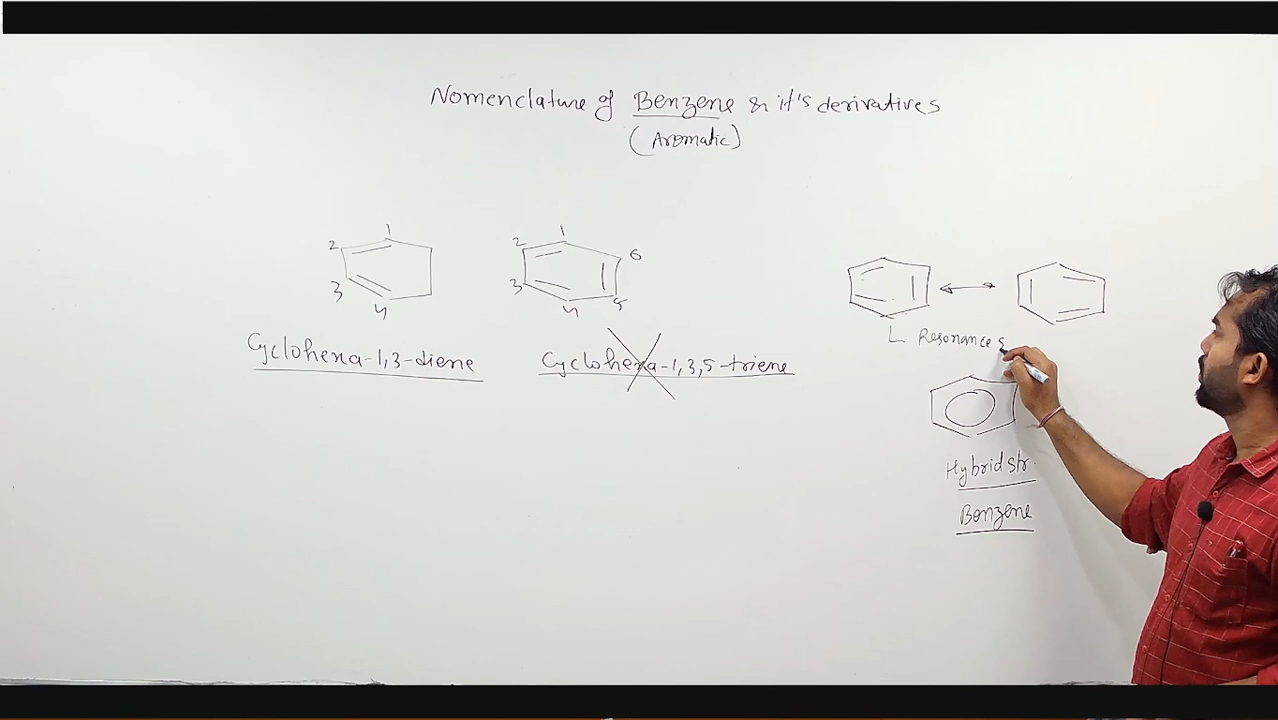 Nomenclature of Benzene & it's derivatives
(Aromatic)
1
2
3
4
Cyclohexa-1,3-diene
1
2
3
4
5
6
Cyclohexa-1,3,5-triene
Resonance s
Hybrid str.
Benzene